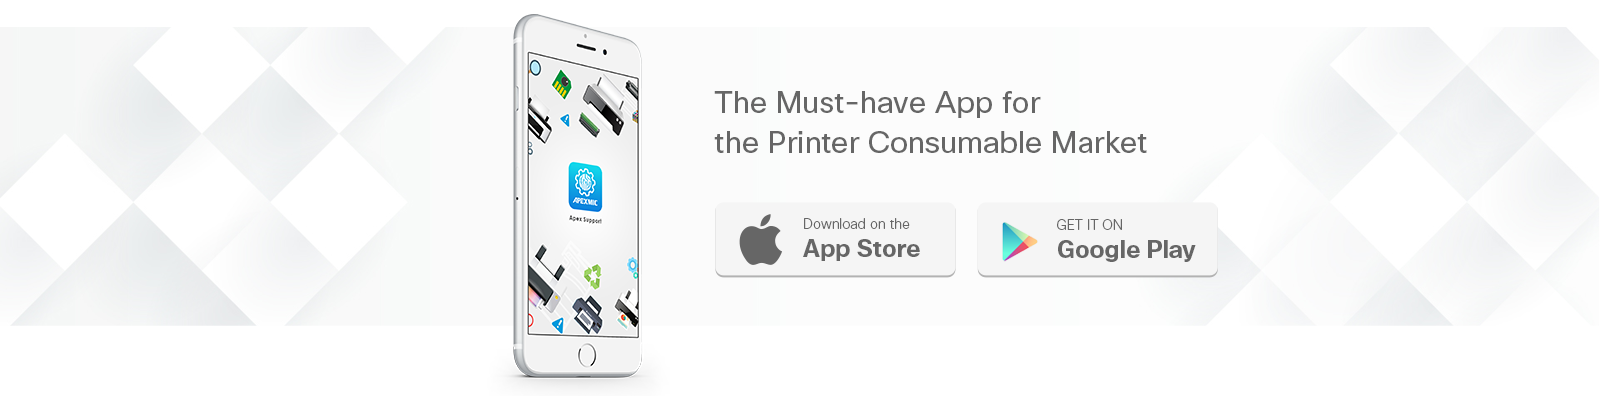 The Must-have App for
the Printer Consumable Market
APEXMIC
Apex Support
Download on the
App Store
GET IT ON
Google Play